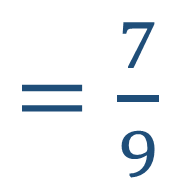 = 7/9